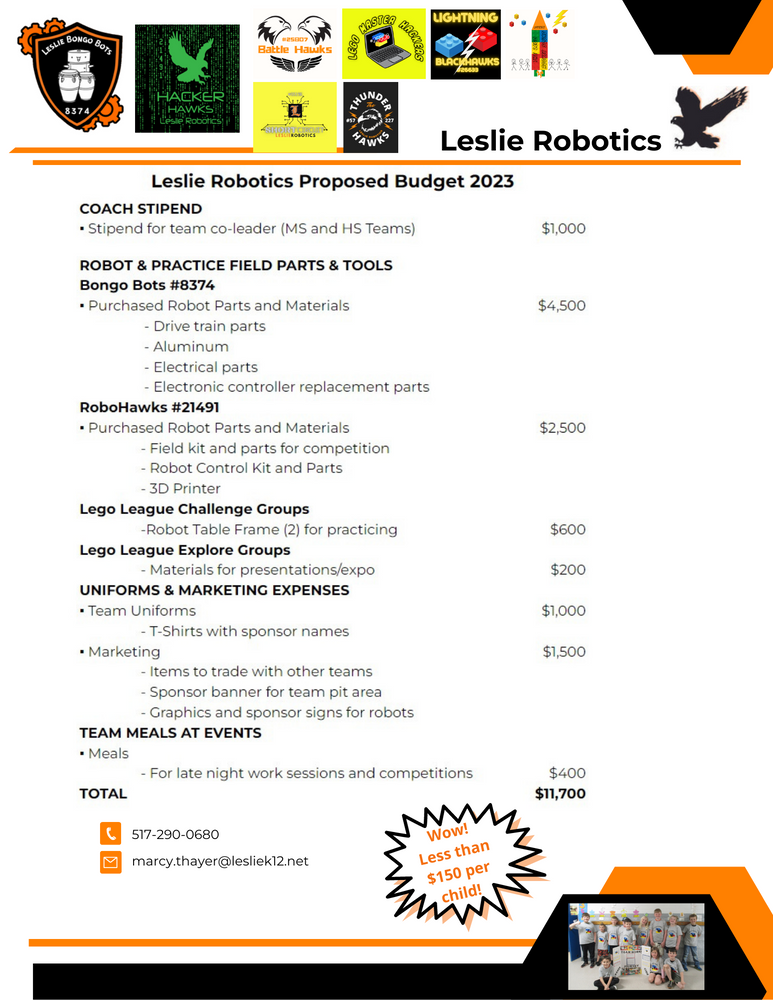 LESLIE BONGO BOTS
8374
HACKER
HAWKS
Leslie Robotics
#25007
Battle Hawks
LEGO MASTER HACKERS
LIGHTNING
BLACKHAWKS
#26633
ROBOTICS
THUNDER
The
#57 227
HAWKS
Leslie Robotics
Leslie Robotics Proposed Budget 2023
COACH STIPEND
▪ Stipend for team co-leader (MS and HS Teams) $1,000
ROBOT & PRACTICE FIELD PARTS & TOOLS
Bongo Bots #8374
▪ Purchased Robot Parts and Materials $4,500
- Drive train parts
- Aluminum
- Electrical parts
- Electronic controller replacement parts
RoboHawks #21491
▪ Purchased Robot Parts and Materials $2,500
- Field kit and parts for competition
- Robot Control Kit and Parts
- 3D Printer
Lego League Challenge Groups
-Robot Table Frame (2) for practicing $600
Lego League Explore Groups
- Materials for presentations/expo $200
UNIFORMS & MARKETING EXPENSES
▪ Team Uniforms $1,000
- T-Shirts with sponsor names
▪ Marketing $1,500
- Items to trade with other teams
- Sponsor banner for team pit area
- Graphics and sponsor signs for robots
TEAM MEALS AT EVENTS
▪ Meals
- For late night work sessions and competitions $400
TOTAL $11,700
517-290-0680
marcy.thayer@lesliek12.net
Wow!
Less than
$150 per
child!